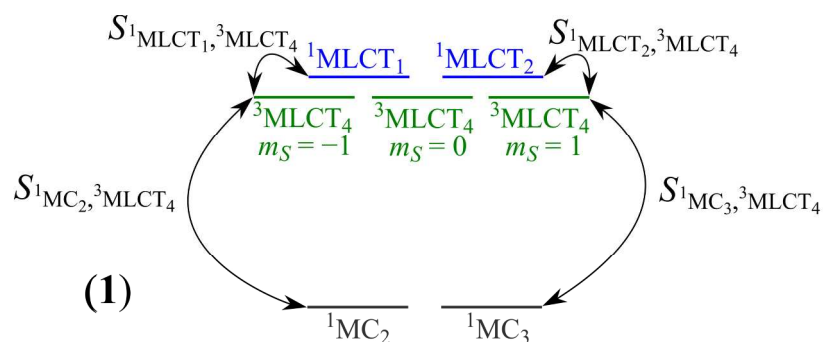 S¹MLCT₁,³MLCT₄
S¹MLCT₂,³MLCT₄
¹MLCT₁ ¹MLCT₂
³MLCT₄ ³MLCT₄ ³MLCT₄
mS = −1 mS = 0 mS = 1
S¹MC₂,³MLCT₄
S¹MC₃,³MLCT₄
(1)
¹MC₂ ¹MC₃